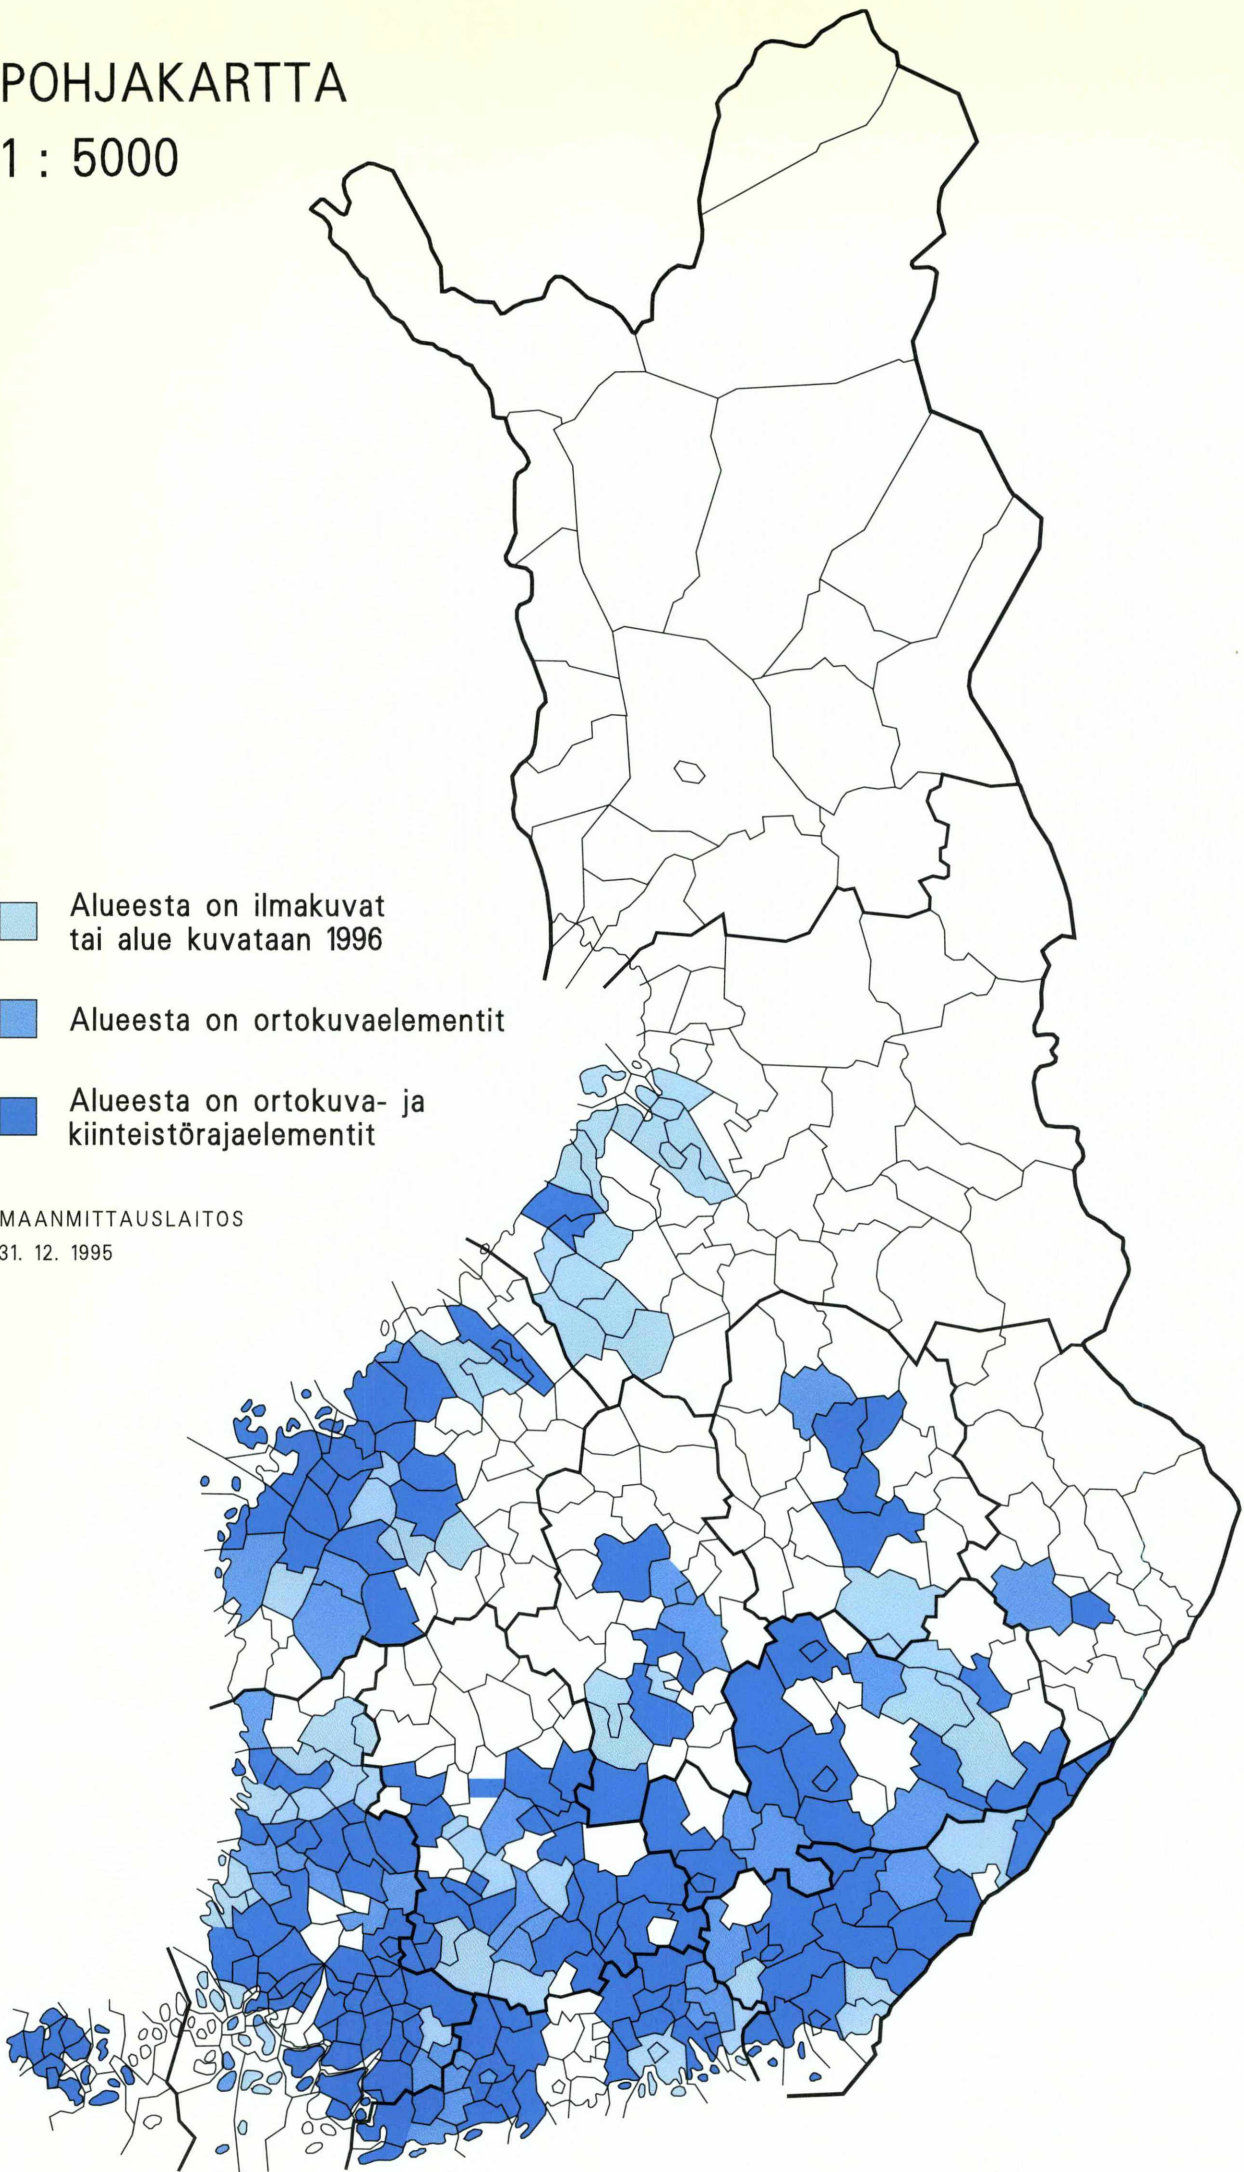 POHJAKARTTA
1 : 5000
Alueesta on ilmakuvat
tai alue kuvataan 1996
Alueesta on ortokuvaelementit
Alueesta on ortokuva- ja
kiinteistörajaelementit
MAANMITTAUSLAITOS
31. 12. 1995